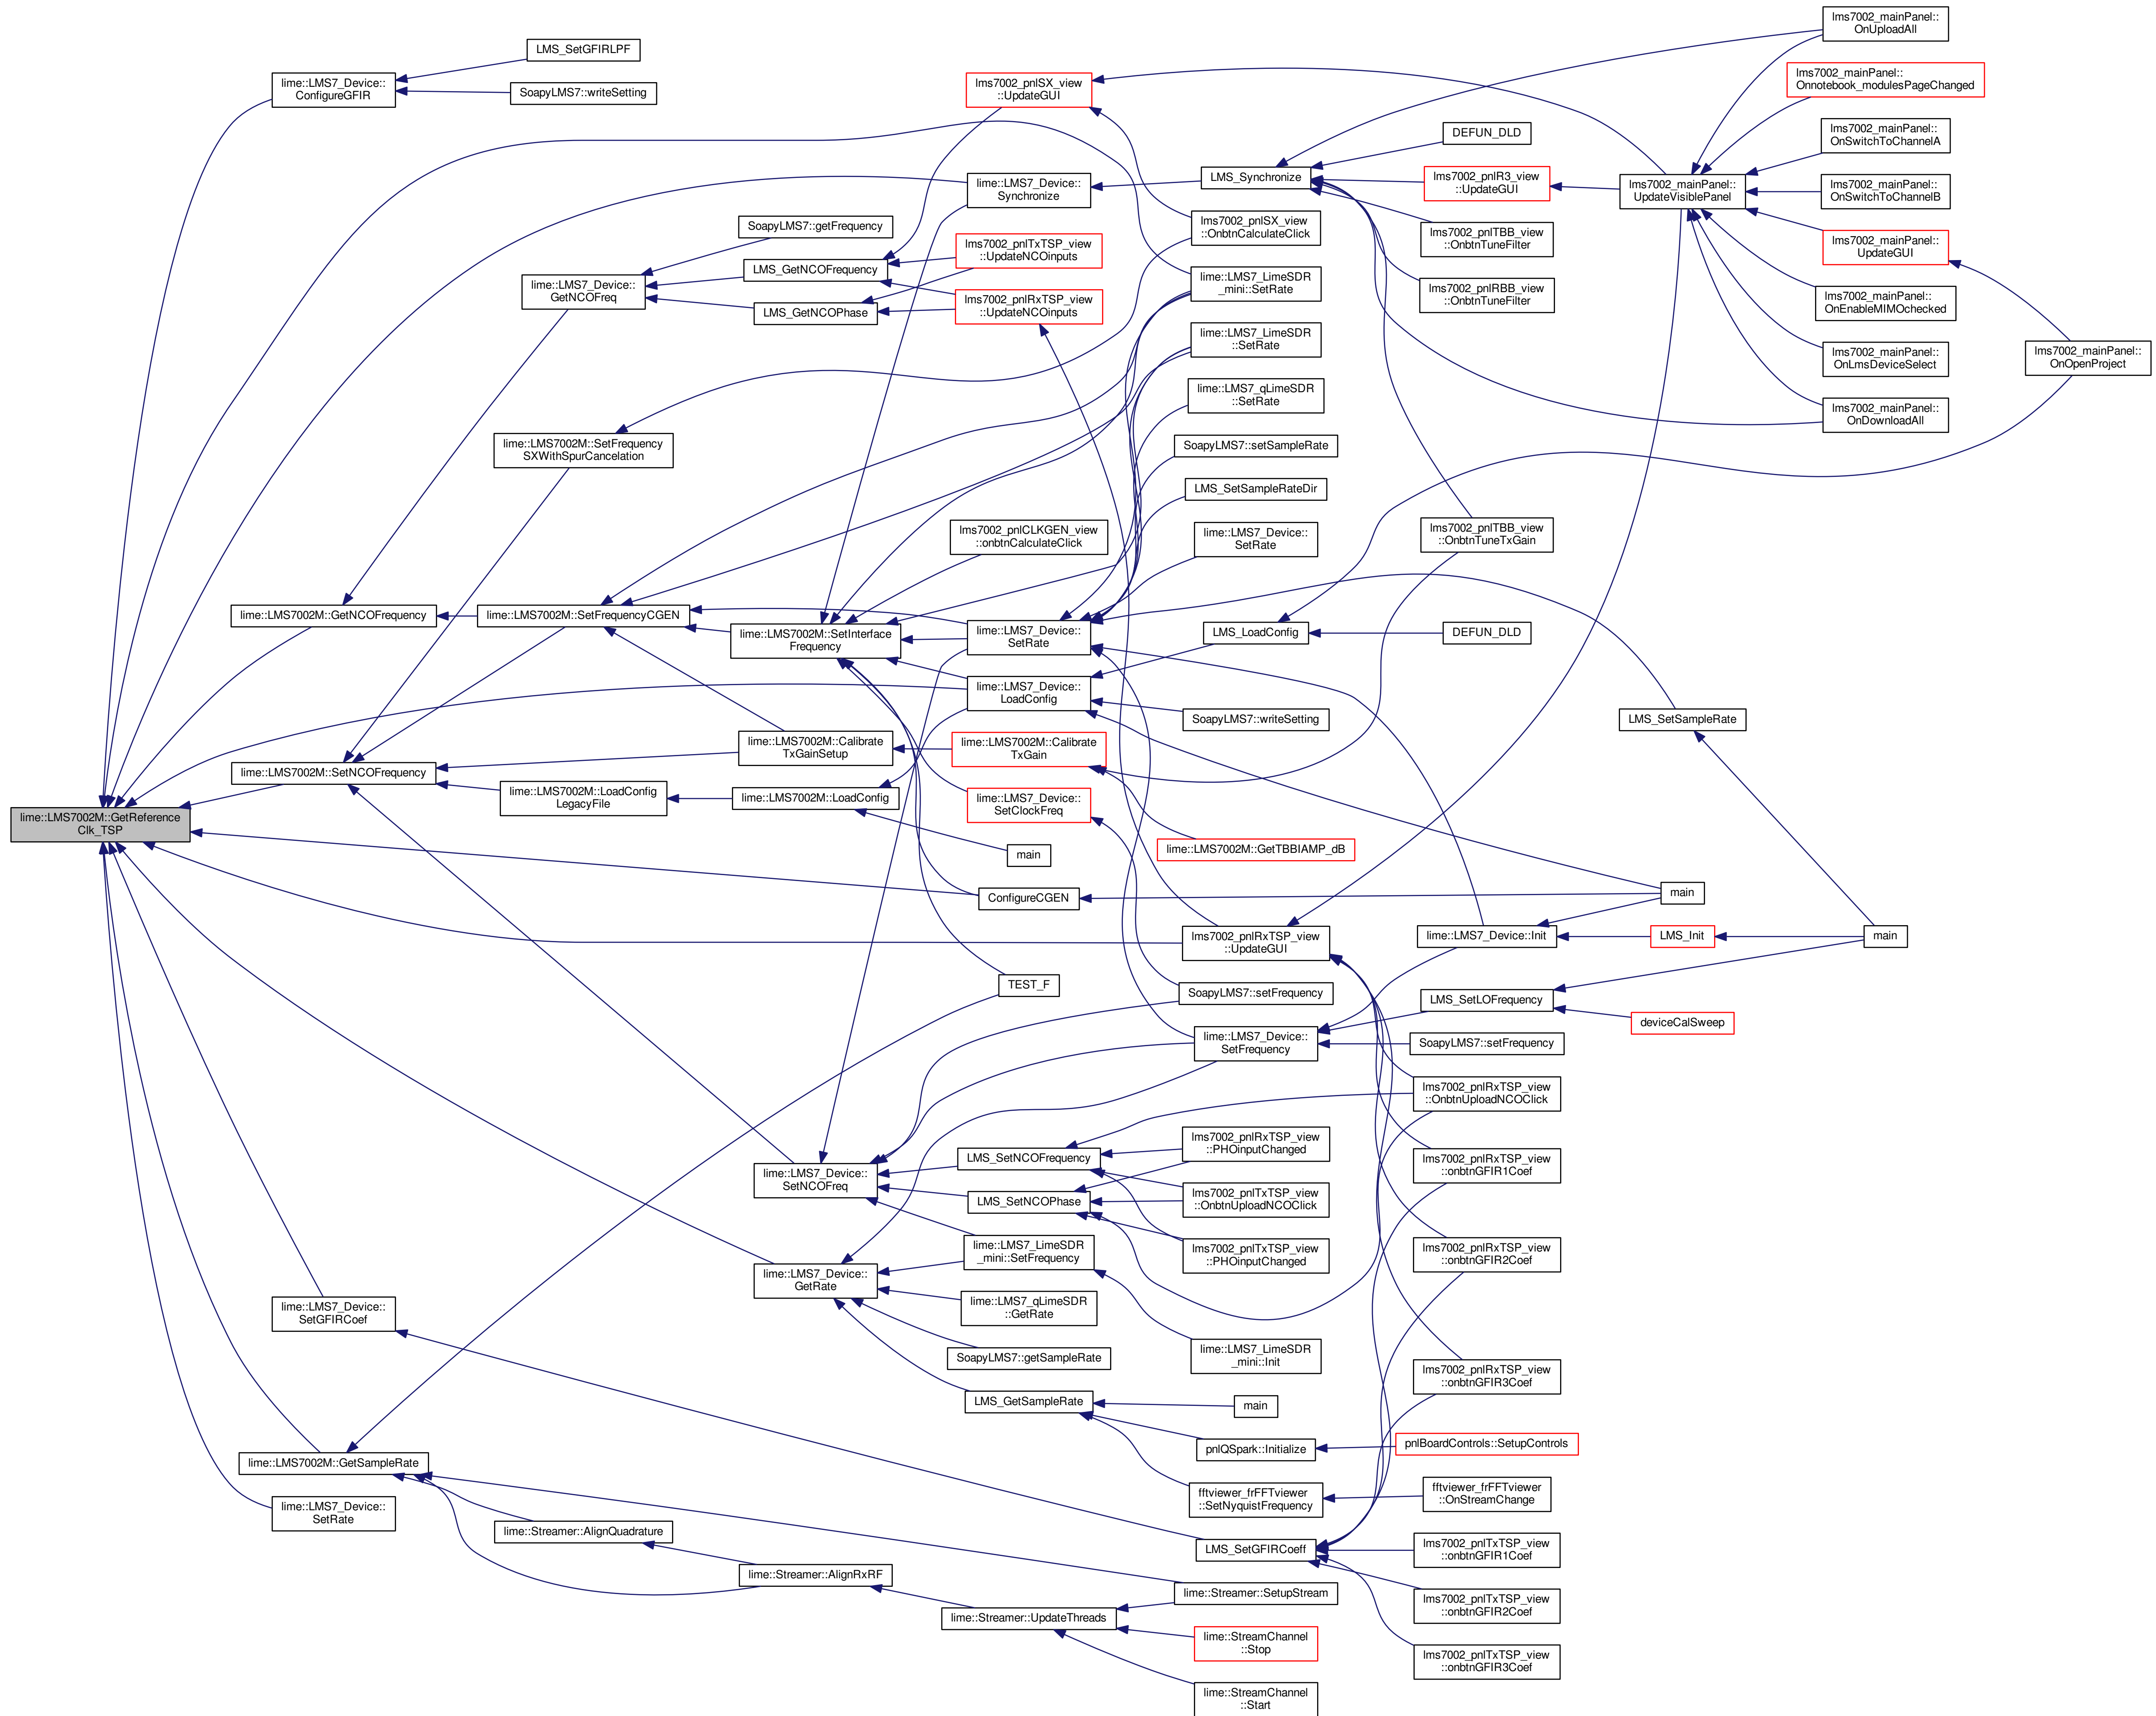 lime::LMS7002M::GetReference
Clk_TSP
lime::LMS7_Device::
ConfigureGFIR
LMS_SetGFIRLPF
SoapyLMS7::writeSetting
lime::LMS7002M::GetNCOFrequency
lime::LMS7002M::SetNCOFrequency
lime::LMS7_Device::
SetGFIRCoef
lime::LMS7002M::GetSampleRate
lime::LMS7_Device::
SetRate
lime::LMS7_Device::
GetNCOFreq
lime::LMS7002M::SetFrequency
SXWithSpurCancelation
lime::LMS7002M::SetFrequencyCGEN
lime::LMS7002M::LoadConfig
LegacyFile
lime::Streamer::AlignQuadrature
SoapyLMS7::getFrequency
LMS_GetNCOFrequency
LMS_GetNCOPhase
lime::LMS7002M::SetInterface
Frequency
lime::LMS7002M::Calibrate
TxGainSetup
lime::LMS7002M::LoadConfig
lime::LMS7_Device::
SetNCOFreq
lime::LMS7_Device::
GetRate
lime::Streamer::AlignRxRF
lms7002_pnlSX_view
::UpdateGUI
lime::LMS7_Device::
Synchronize
lms7002_pnlTxTSP_view
::UpdateNCOinputs
lms7002_pnlRxTSP_view
::UpdateNCOinputs
lms7002_pnlCLKGEN_view
::onbtnCalculateClick
lime::LMS7_Device::
SetRate
lime::LMS7_Device::
LoadConfig
lime::LMS7002M::Calibrate
TxGain
lime::LMS7_Device::
SetClockFreq
main
ConfigureCGEN
TEST_F
LMS_SetNCOFrequency
LMS_SetNCOPhase
lime::LMS7_LimeSDR
_mini::SetFrequency
lime::LMS7_qLimeSDR
::GetRate
SoapyLMS7::getSampleRate
LMS_GetSampleRate
lime::Streamer::UpdateThreads
LMS_Synchronize
lms7002_pnlSX_view
::OnbtnCalculateClick
lime::LMS7_LimeSDR
_mini::SetRate
lime::LMS7_LimeSDR
::SetRate
lime::LMS7_qLimeSDR
::SetRate
SoapyLMS7::setSampleRate
LMS_SetSampleRateDir
lime::LMS7_Device::
SetRate
LMS_LoadConfig
SoapyLMS7::writeSetting
lime::LMS7002M::GetTBBIAMP_dB
lms7002_pnlRxTSP_view
::UpdateGUI
SoapyLMS7::setFrequency
lime::LMS7_Device::
SetFrequency
lms7002_pnlRxTSP_view
::PHOinputChanged
lms7002_pnlTxTSP_view
::OnbtnUploadNCOClick
lms7002_pnlTxTSP_view
::PHOinputChanged
lime::LMS7_LimeSDR
_mini::Init
main
pnlQSpark::Initialize
fftviewer_frFFTviewer
::SetNyquistFrequency
LMS_SetGFIRCoeff
lime::Streamer::SetupStream
lime::StreamChannel
::Stop
lime::StreamChannel
::Start
DEFUN_DLD
lms7002_pnlR3_view
::UpdateGUI
lms7002_pnlTBB_view
::OnbtnTuneFilter
lms7002_pnlRBB_view
::OnbtnTuneFilter
lms7002_pnlTBB_view
::OnbtnTuneTxGain
DEFUN_DLD
lime::LMS7_Device::Init
LMS_SetLOFrequency
SoapyLMS7::setFrequency
lms7002_pnlRxTSP_view
::OnbtnUploadNCOClick
lms7002_pnlRxTSP_view
::onbtnGFIR1Coef
lms7002_pnlRxTSP_view
::onbtnGFIR2Coef
lms7002_pnlRxTSP_view
::onbtnGFIR3Coef
pnlBoardControls::SetupControls
fftviewer_frFFTviewer
::OnStreamChange
lms7002_pnlTxTSP_view
::onbtnGFIR1Coef
lms7002_pnlTxTSP_view
::onbtnGFIR2Coef
lms7002_pnlTxTSP_view
::onbtnGFIR3Coef
lms7002_mainPanel::
UpdateVisiblePanel
LMS_SetSampleRate
main
LMS_Init
deviceCalSweep
lms7002_mainPanel::
OnUploadAll
lms7002_mainPanel::
Onnotebook_modulesPageChanged
lms7002_mainPanel::
OnSwitchToChannelA
lms7002_mainPanel::
OnSwitchToChannelB
lms7002_mainPanel::
UpdateGUI
lms7002_mainPanel::
OnEnableMIMOchecked
lms7002_mainPanel::
OnLmsDeviceSelect
lms7002_mainPanel::
OnDownloadAll
main
lms7002_mainPanel::
OnOpenProject